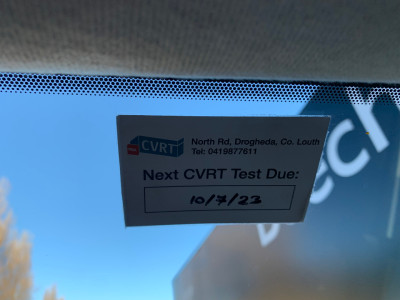 CVRT
North Rd, Drogheda, Co. Louth
Tel: 0419877611
Next CVRT Test Due:
10/7/23